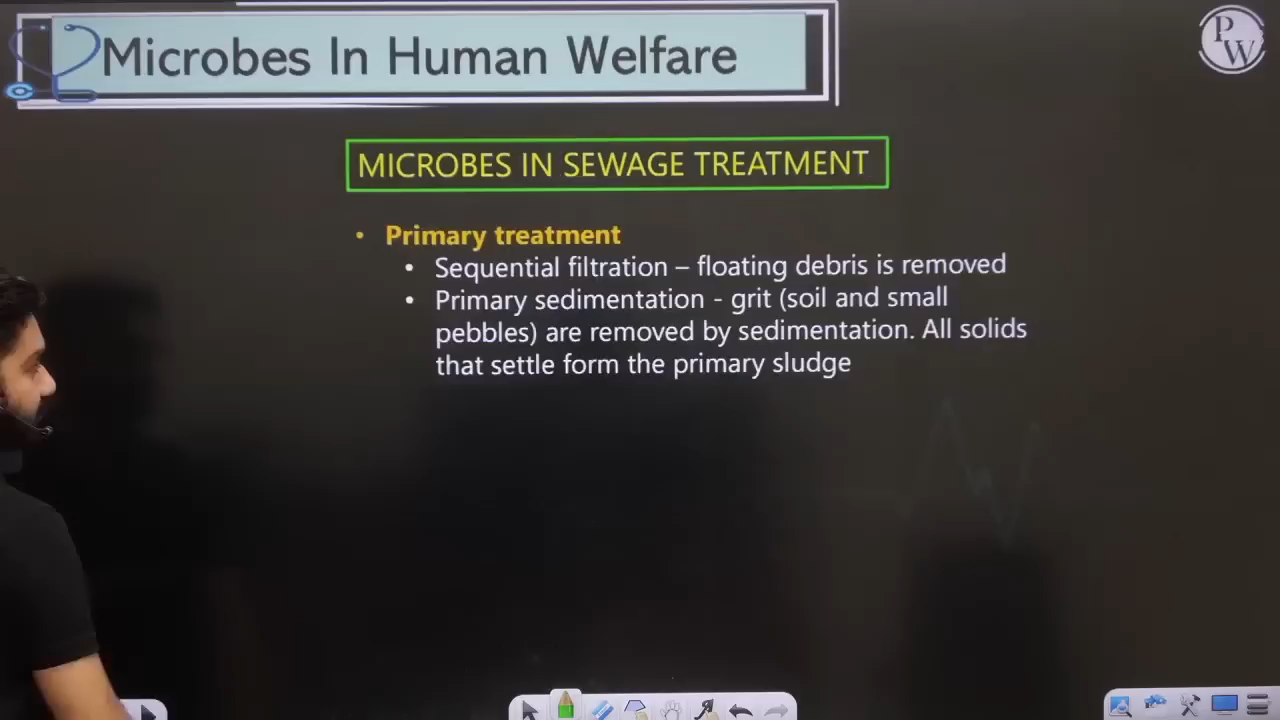 Microbes In Human Welfare
PW
MICROBES IN SEWAGE TREATMENT
• Primary treatment
• Sequential filtration – floating debris is removed
• Primary sedimentation - grit (soil and small
pebbles) are removed by sedimentation. All solids
that settle form the primary sludge